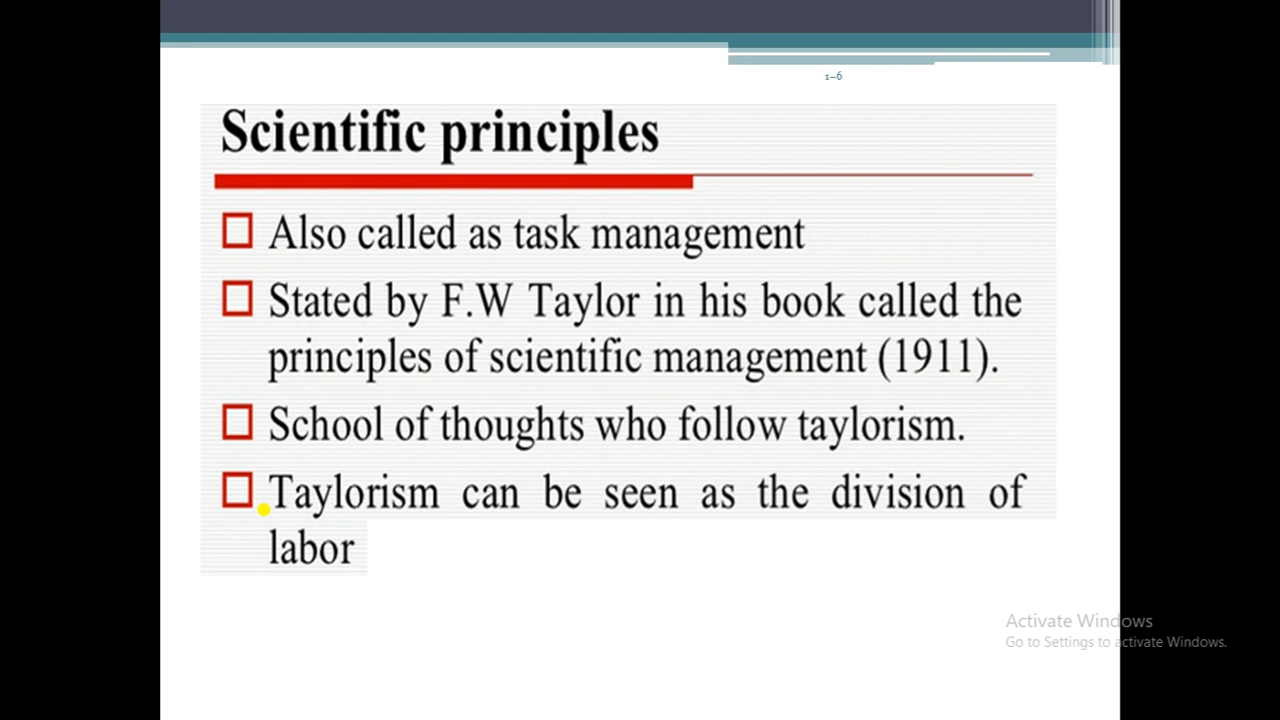 1–6
Scientific principles
Also called as task management
Stated by F.W Taylor in his book called the
principles of scientific management (1911).
School of thoughts who follow taylorism.
Taylorism can be seen as the division of
labor
Activate Windows
Go to Settings to activate Windows.